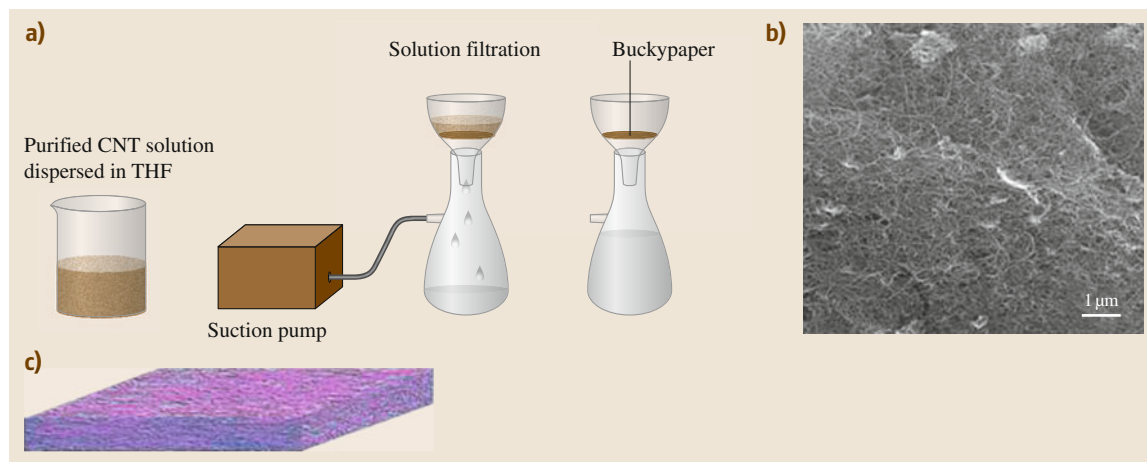 a)
Solution filtration
Buckypaper
b)
Purified CNT solution
dispersed in THF
Suction pump
1 µm
c)